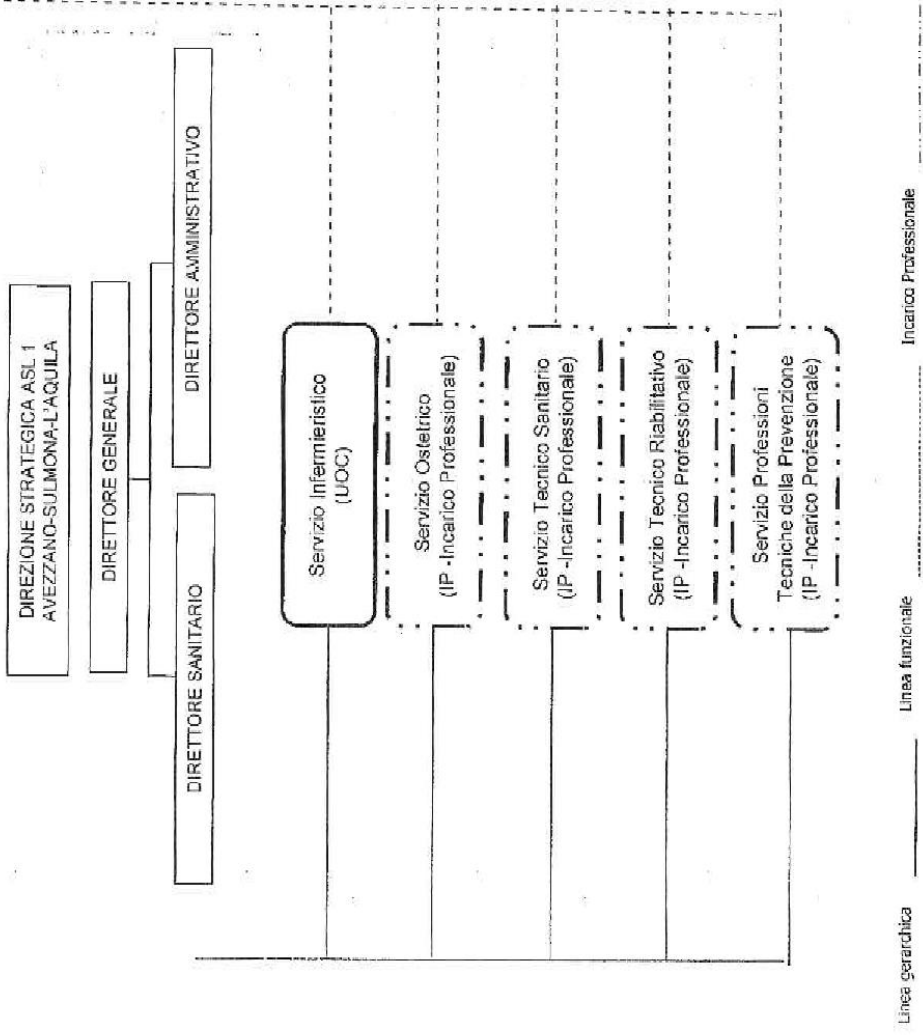 DIREZIONE STRATEGICA ASL 1
AVEZZANO-SULMONA-L'AQUILA
DIRETTORE GENERALE
DIRETTORE SANITARIO
DIRETTORE AMMINISTRATIVO
Servizio Infermieristico
(UOC)
Servizio Ostetrico
(IP -Incarico Professionale)
Servizio Tecnico Sanitario
(IP -Incarico Professionale)
Servizio Tecnico Riabilitativo
(IP -Incarico Professionale)
Servizio Professioni
Tecniche della Prevenzione
(IP -Incarico Professionale)
Linea gerarchica
Linea funzionale
Incarico Professionale